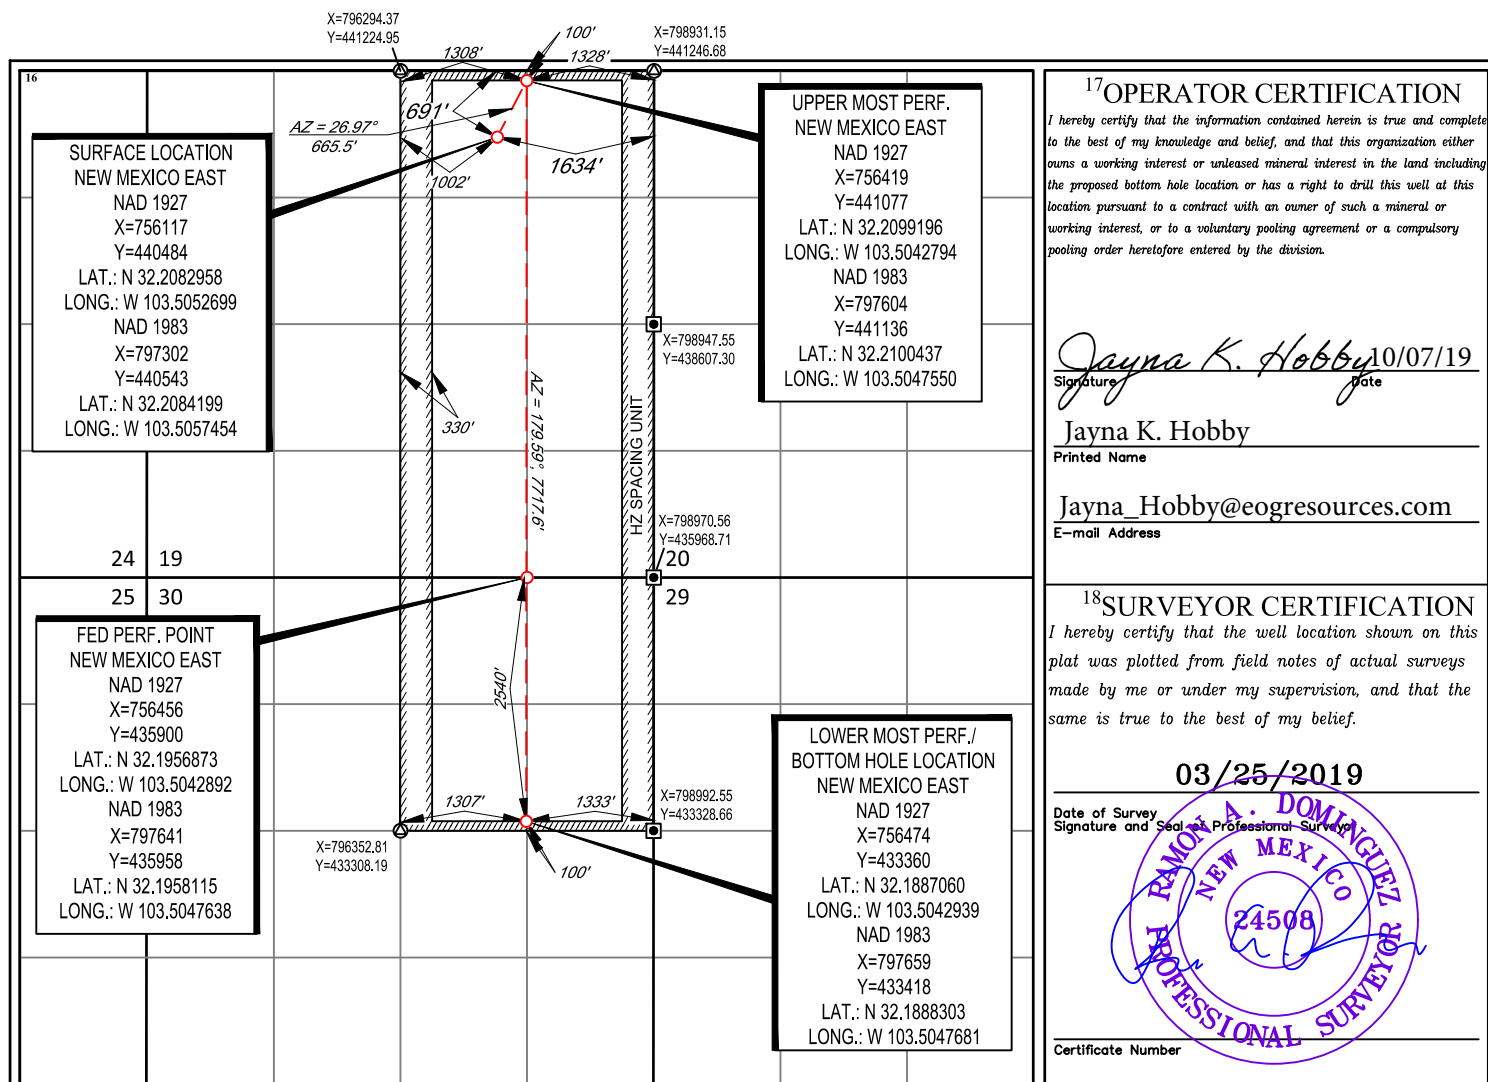 16
X=796294.37
Y=441224.95
1308'
100'
1328'
X=798931.15
Y=441246.68
691'
AZ = 26.97°
665.5'
1002'
1634'
SURFACE LOCATION
NEW MEXICO EAST
NAD 1927
X=756117
Y=440484
LAT.: N 32.2082958
LONG.: W 103.5052699
NAD 1983
X=797302
Y=440543
LAT.: N 32.2084199
LONG.: W 103.5057454
UPPER MOST PERF.
NEW MEXICO EAST
NAD 1927
X=756419
Y=441077
LAT.: N 32.2099196
LONG.: W 103.5042794
NAD 1983
X=797604
Y=441136
LAT.: N 32.2100437
LONG.: W 103.5047550
X=798947.55
Y=438607.30
330'
AZ = 179.59°, 7717.6'
HZ SPACING UNIT
X=798970.56
Y=435968.71
24 19
20
25 30
29
FED PERF. POINT
NEW MEXICO EAST
NAD 1927
X=756456
Y=435900
LAT.: N 32.1956873
LONG.: W 103.5042892
NAD 1983
X=797641
Y=435958
LAT.: N 32.1958115
LONG.: W 103.5047638
2540'
LOWER MOST PERF./
BOTTOM HOLE LOCATION
NEW MEXICO EAST
NAD 1927
X=756474
Y=433360
LAT.: N 32.1887060
LONG.: W 103.5042939
NAD 1983
X=797659
Y=433418
LAT.: N 32.1888303
LONG.: W 103.5047681
1307'
1333'
X=798992.55
Y=433328.66
X=796352.81
Y=433308.19
100'
17OPERATOR CERTIFICATION
I hereby certify that the information contained herein is true and complete
to the best of my knowledge and belief, and that this organization either
owns a working interest or unleased mineral interest in the land including
the proposed bottom hole location or has a right to drill this well at this
location pursuant to a contract with an owner of such a mineral or
working interest, or to a voluntary pooling agreement or a compulsory
pooling order heretofore entered by the division.
Jayna K. Hobby 10/07/19
Signature Date
Jayna K. Hobby
Printed Name
Jayna_Hobby@eogresources.com
E-mail Address
18SURVEYOR CERTIFICATION
I hereby certify that the well location shown on this
plat was plotted from field notes of actual surveys
made by me or under my supervision, and that the
same is true to the best of my belief.
03/25/2019
Date of Survey
Signature and Seal of Professional Surveyor
RAMON A. DOMINGUEZ
NEW MEXICO
24508
PROFESSIONAL SURVEYOR
Certificate Number